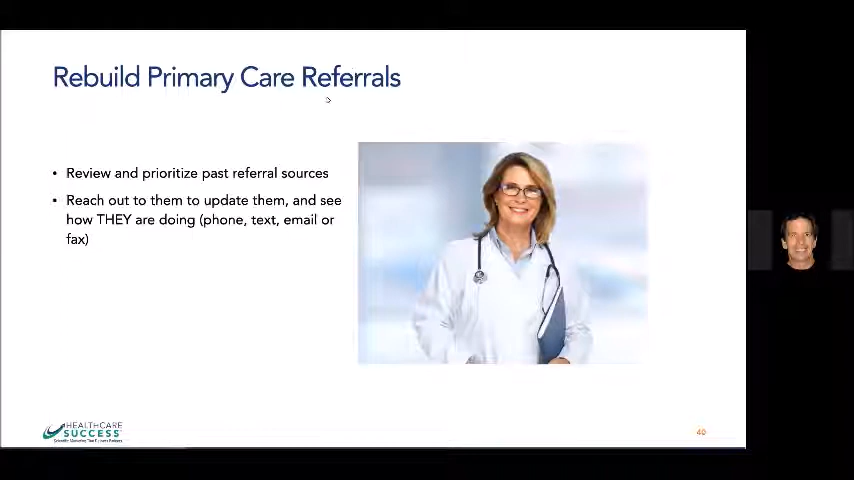 Rebuild Primary Care Referrals
• Review and prioritize past referral sources
• Reach out to them to update them, and see
how THEY are doing (phone, text, email or
fax)
HEALTHCARE
SUCCESS
40